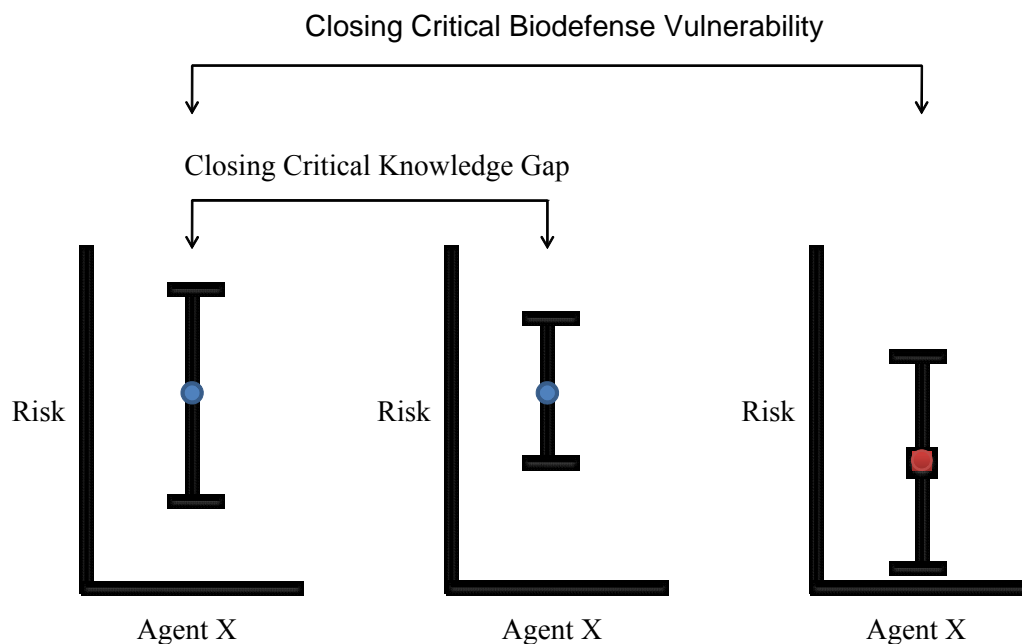 Closing Critical Biodefense Vulnerability
Closing Critical Knowledge Gap
Risk
Risk
Risk
Agent X
Agent X
Agent X